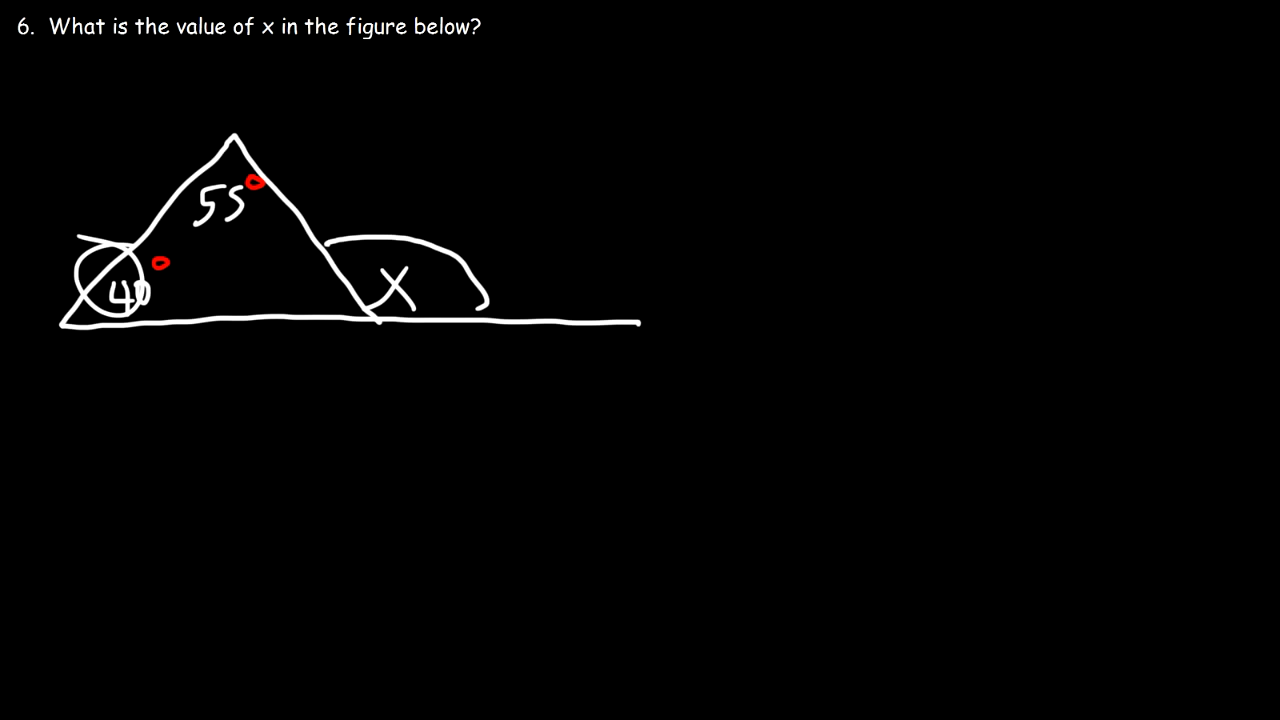 6. What is the value of x in the figure below?
55°
40°
x